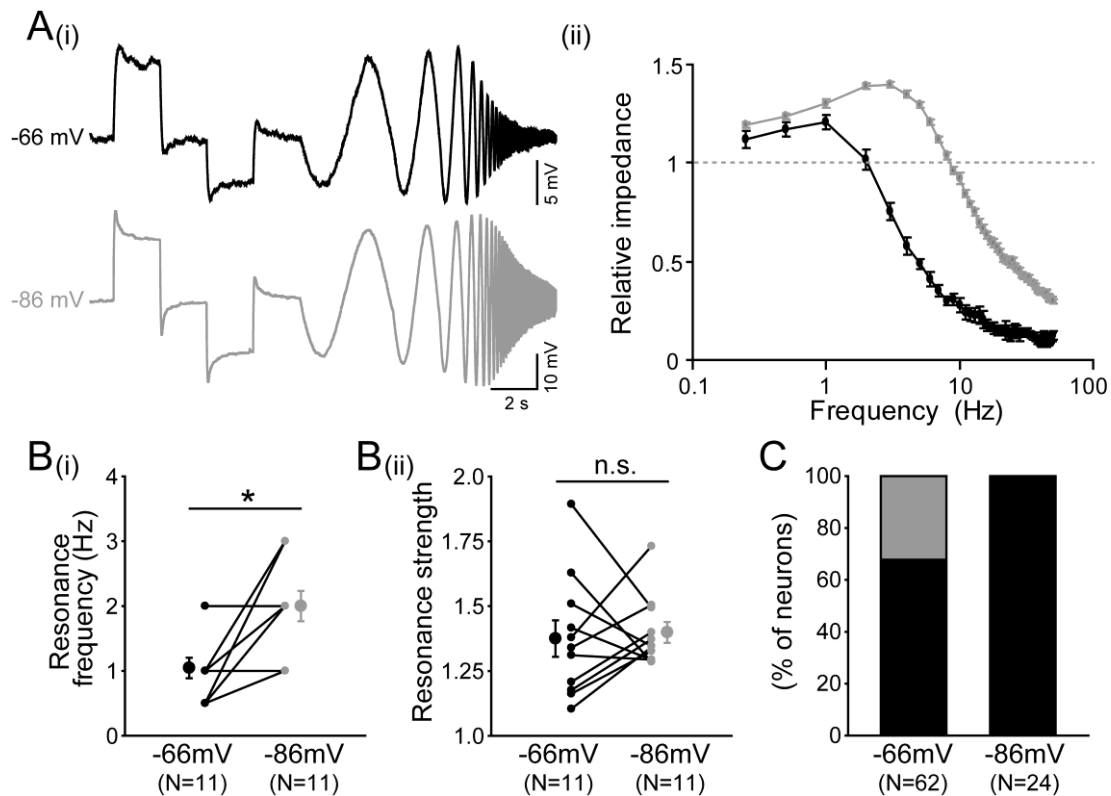 A(i)
-66 mV
5 mV
-86 mV
10 mV
2 s
(ii)
Relative impedance
1.5
1
0.5
0
0.1
1
10
100
Frequency (Hz)
B(i)
Resonance
frequency (Hz)
4
3
2
1
0
*
-66mV
(N=11)
-86mV
(N=11)
B(ii)
Resonance strength
2.0
1.75
1.5
1.25
1.0
n.s.
-66mV
(N=11)
-86mV
(N=11)
C
(% of neurons)
100
80
60
40
20
0
-66mV
(N=62)
-86mV
(N=24)